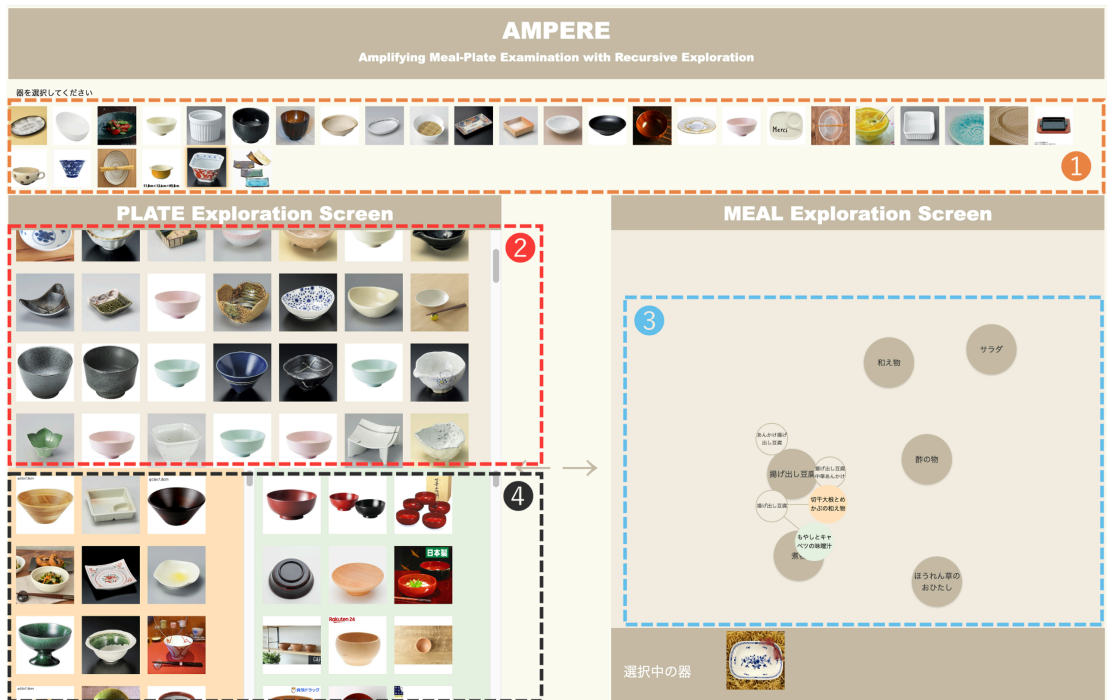 AMPERE
Amplifying Meal-Plate Examination with Recursive Exploration
器を選択してください
Merci
1
PLATE Exploration Screen
MEAL Exploration Screen
2
3
和え物
サラダ
あんかけ揚げ
出し豆腐
揚げ出し豆腐
揚げ出し豆腐
中華あんかけ
酢の物
揚げ出し豆腐
切干大根とめ
かぶの和え物
もやしとキャ
ベツの味噌汁
煮
ほうれん草の
おひたし
4
日本製
Rakuten 24
選択中の器